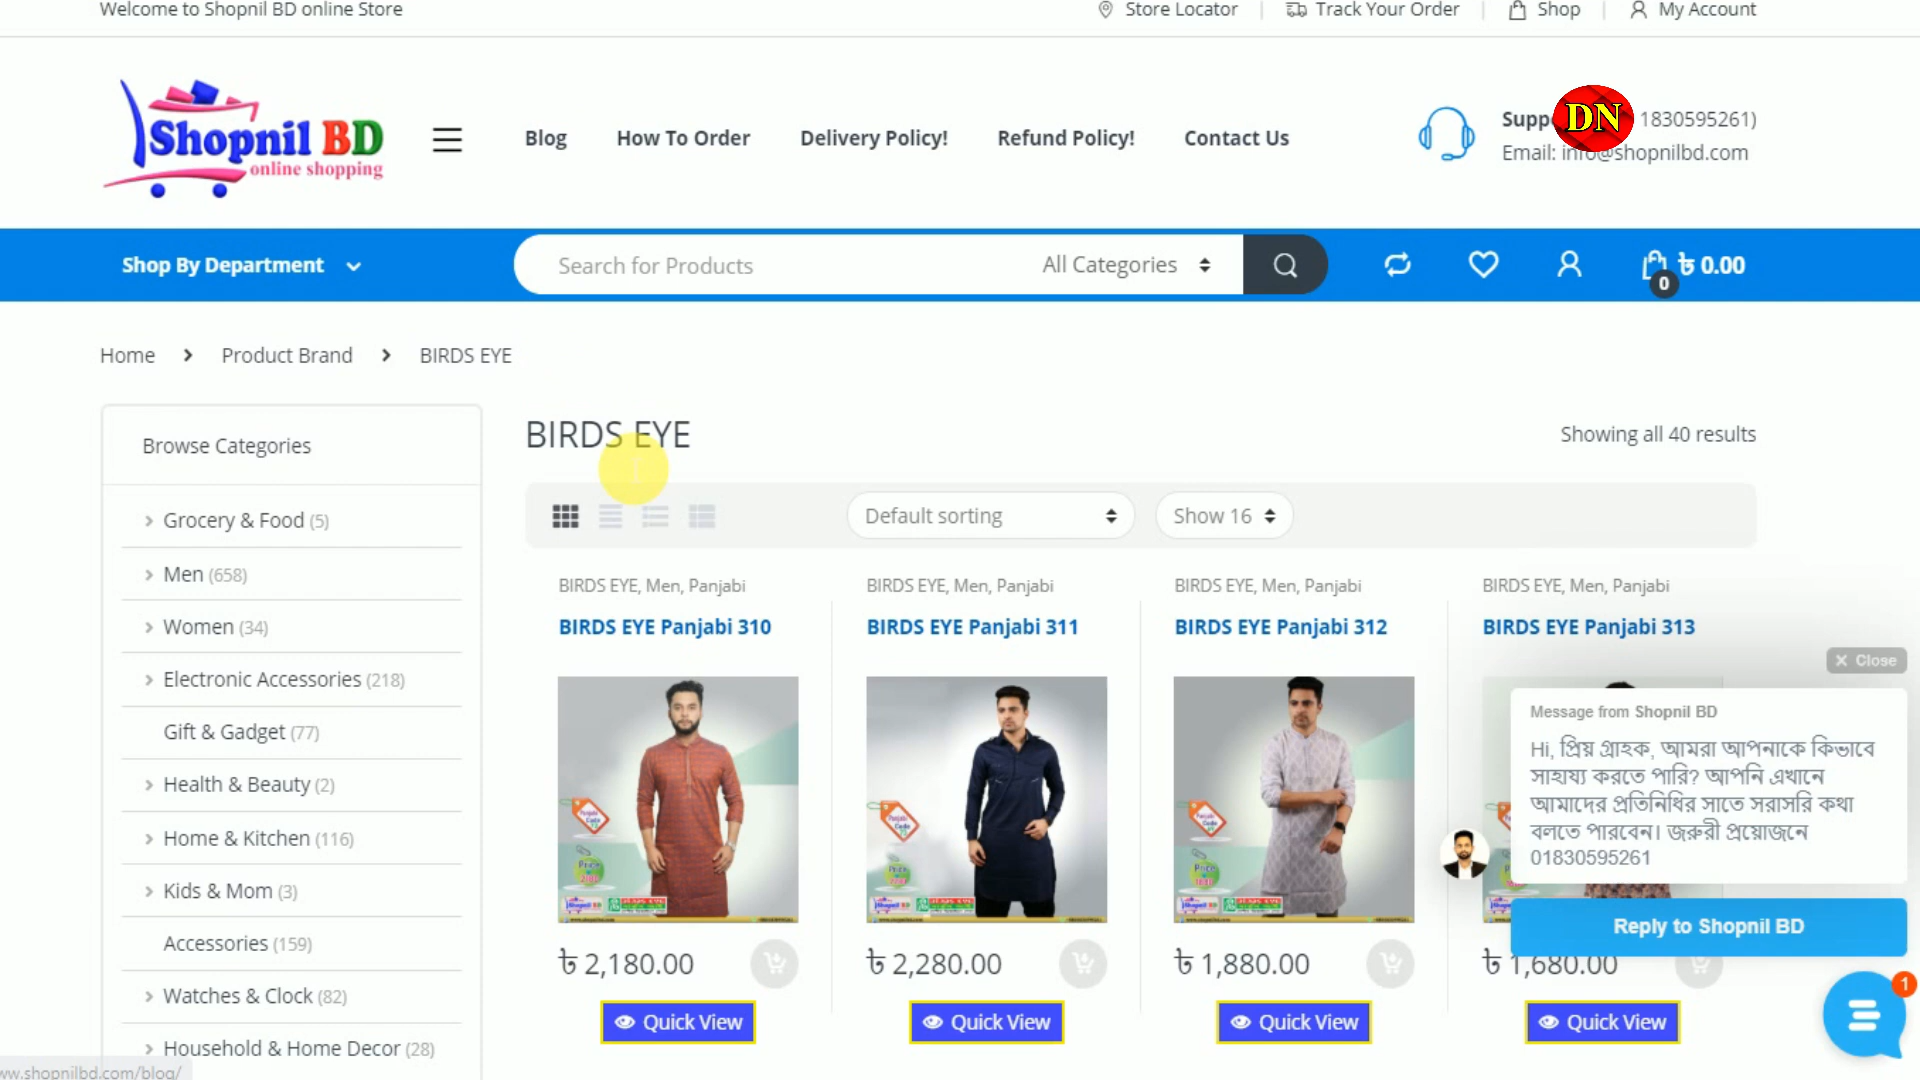 Welcome to Shopnil BD online Store
Store Locator
Track Your Order
Shop
My Account
Shopnil BD
online shopping
Blog
How To Order
Delivery Policy!
Refund Policy!
Contact Us
DN
1830595261)
Email: info@shopnilbd.com
Shop By Department
Search for Products
All Categories
0
৳ 0.00
Home
Product Brand
BIRDS EYE
Browse Categories
Grocery & Food (5)
Men (658)
Women (34)
Electronic Accessories (218)
Gift & Gadget (77)
Health & Beauty (2)
Home & Kitchen (116)
Kids & Mom (3)
Accessories (159)
Watches & Clock (82)
Household & Home Decor (28)
BIRDS EYE
Showing all 40 results
Default sorting
Show 16
BIRDS EYE, Men, Panjabi
BIRDS EYE Panjabi 310
৳ 2,180.00
Quick View
BIRDS EYE, Men, Panjabi
BIRDS EYE Panjabi 311
৳ 2,280.00
Quick View
BIRDS EYE, Men, Panjabi
BIRDS EYE Panjabi 312
৳ 1,880.00
Quick View
BIRDS EYE, Men, Panjabi
BIRDS EYE Panjabi 313
৳ 1,680.00
Quick View
Close
Message from Shopnil BD
Hi, প্রিয় গ্রাহক, আমরা আপনাকে কিভাবে
সাহায্য করতে পারি? আপনি এখানে
আমাদের প্রতিনিধির সাতে সরাসরি কথা
বলতে পারবেন। জরুরী প্রয়োজনে
01830595261
Reply to Shopnil BD
1
ww.shopnilbd.com/blog/